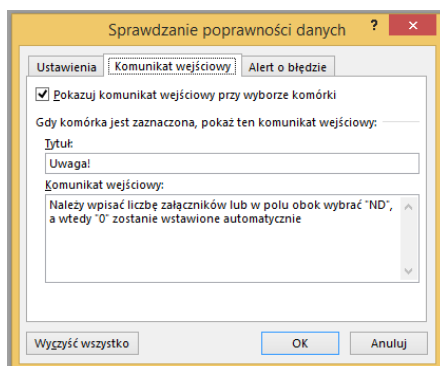 Sprawdzanie poprawności danych ? ×
Ustawienia Komunikat wejściowy Alert o błędzie
Pokazuj komunikat wejściowy przy wyborze komórki
Gdy komórka jest zaznaczona, pokaż ten komunikat wejściowy:
Tytuł:
Uwaga!
Komunikat wejściowy:
Należy wpisać liczbę załączników lub w polu obok wybrać "ND",
a wtedy "0" zostanie wstawione automatycznie
Wyczyść wszystko OK Anuluj